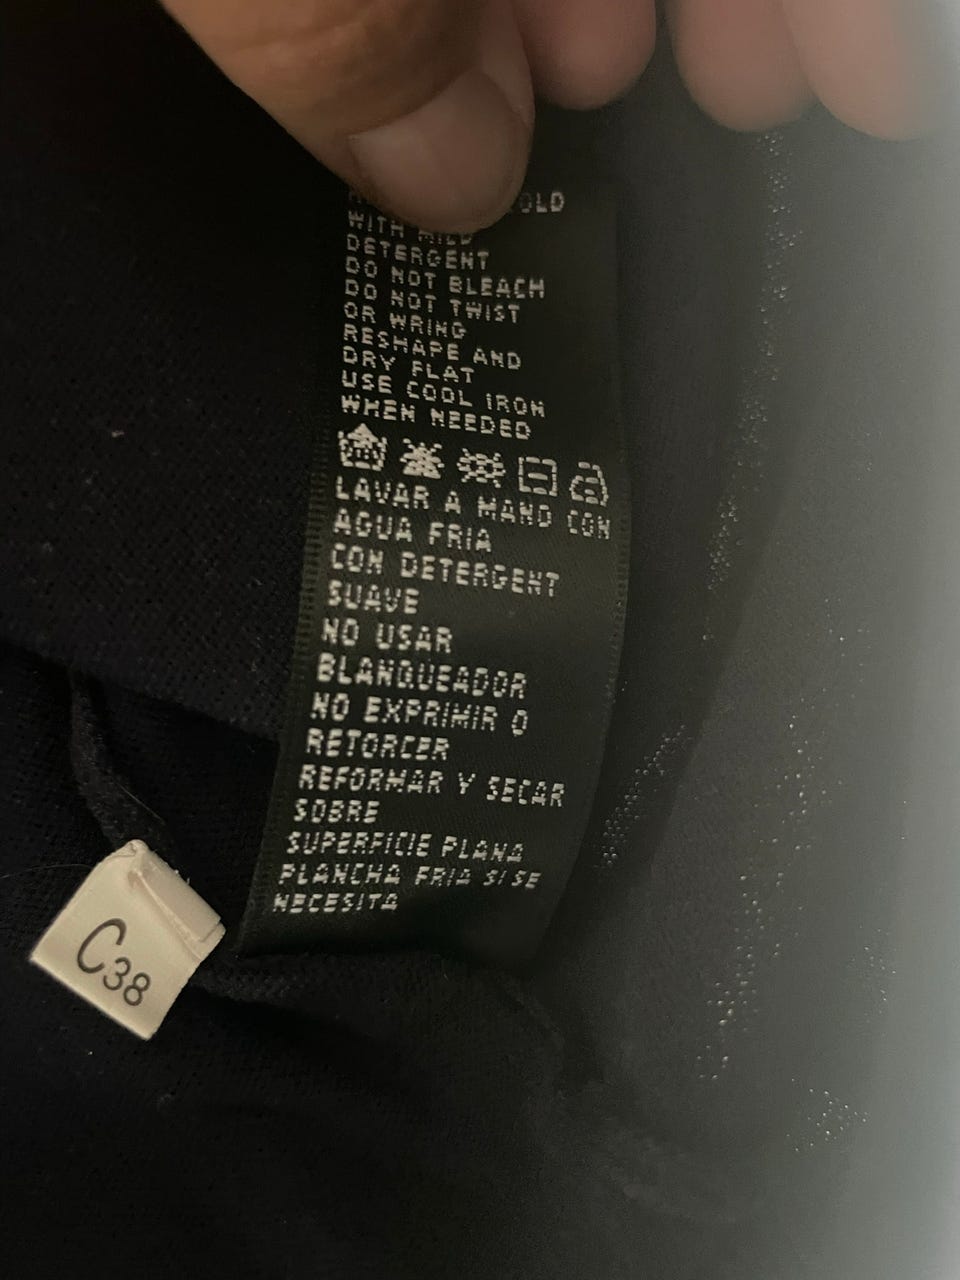 OLD
WITH MILD
DETERGENT
DO NOT BLEACH
DO NOT TWIST
OR WRING
RESHAPE AND
DRY FLAT
USE COOL IRON
WHEN NEEDED
LAVAR A MANO CON
AGUA FRIA
CON DETERGENT
SUAVE
NO USAR
BLANQUEADOR
NO EXPRIMIR O
RETORCER
REFORMAR Y SECAR
SOBRE
SUPERFICIE PLANA
PLANCHA FRIA SI SE
NECESITA
C38